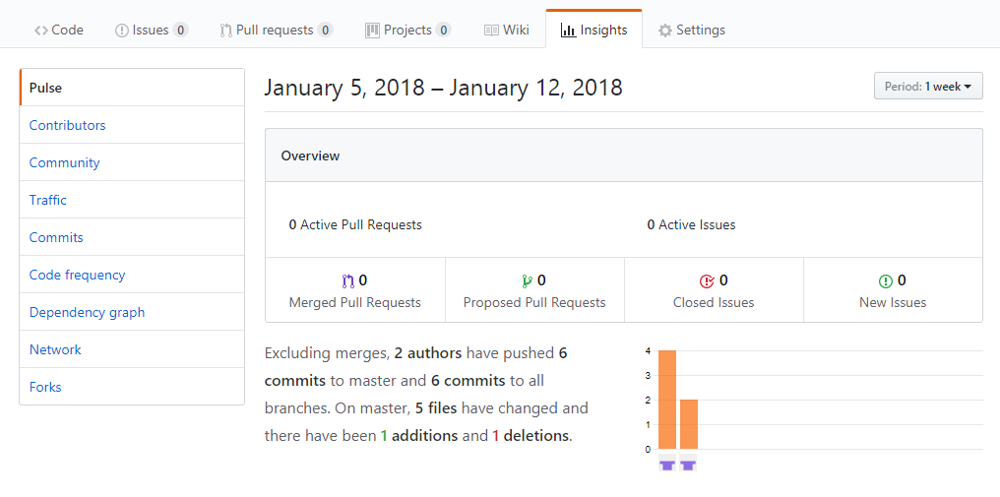 Code Issues 0 Pull requests 0 Projects 0 Wiki Insights Settings
Pulse
Contributors
Community
Traffic
Commits
Code frequency
Dependency graph
Network
Forks
January 5, 2018 – January 12, 2018
Period: 1 week
Overview
0 Active Pull Requests
0 Active Issues
0
Merged Pull Requests
0
Proposed Pull Requests
0
Closed Issues
0
New Issues
Excluding merges, 2 authors have pushed 6
commits to master and 6 commits to all
branches. On master, 5 files have changed and
there have been 1 additions and 1 deletions.
4
3
2
1
0